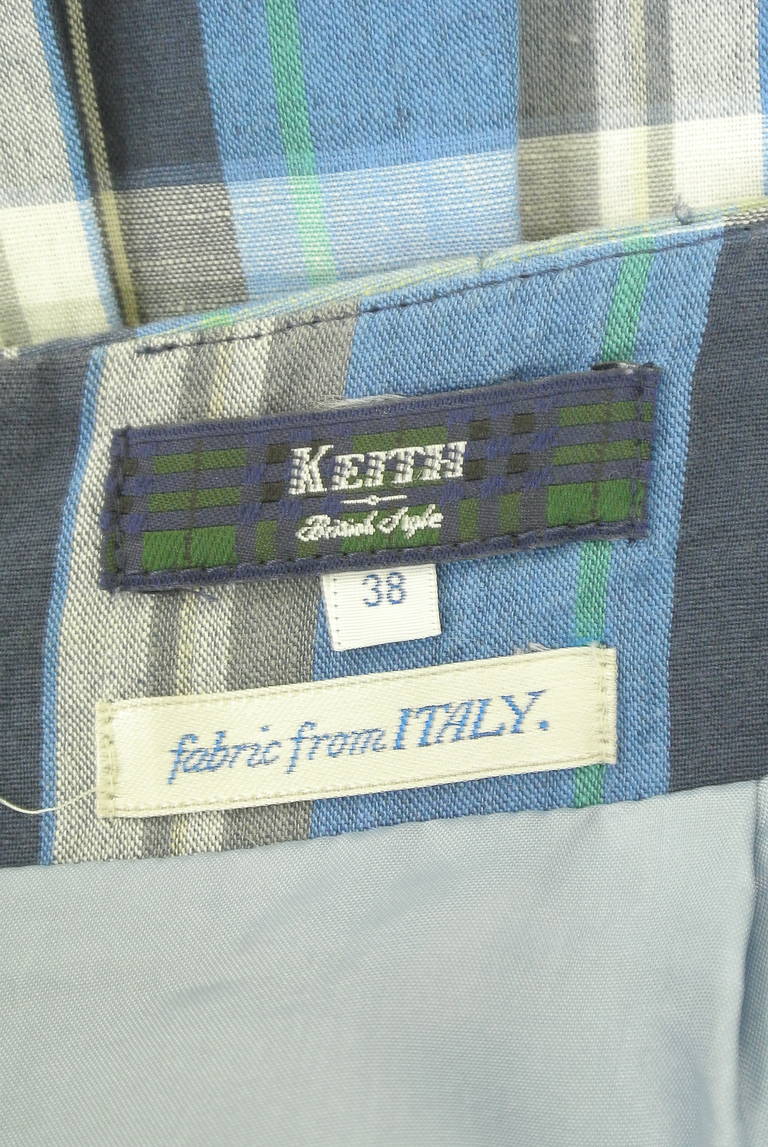 KEITH
British Style
38
fabric from ITALY.